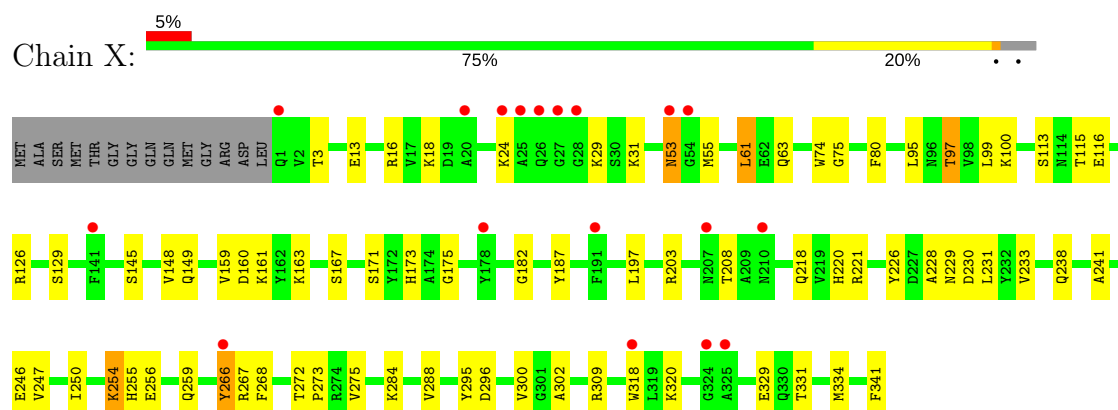 5%
Chain X:
75% 20% • •
MET ALA SER MET THR GLY GLY GLN GLN MET GLY ARG ASP LEU Q1 V2 T3 E13 R16 V17 K18 D19 A20 K24 A25 Q26 G27 G28 K29 S30 K31 N53 G54 M55 L61 E62 Q63 W74 G75 F80 L95 N96 T97 V98 L99 K100 S113 N114 T115 E116
R126 S129 F141 S145 V148 Q149 V159 D160 K161 Y162 K163 S167 S171 Y172 H173 A174 G175 Y178 G182 Y187 F191 L197 R203 N207 T208 A209 N210 Q218 V219 H220 R221 Y226 D227 A228 N229 D230 L231 Y232 V233 Q238 A241
E246 V247 I250 K254 H255 E256 Q259 Y266 R267 F268 T272 P273 R274 V275 K284 V288 Y295 D296 V300 G301 A302 R309 W318 L319 K320 G324 A325 E329 Q330 T331 M334 F341